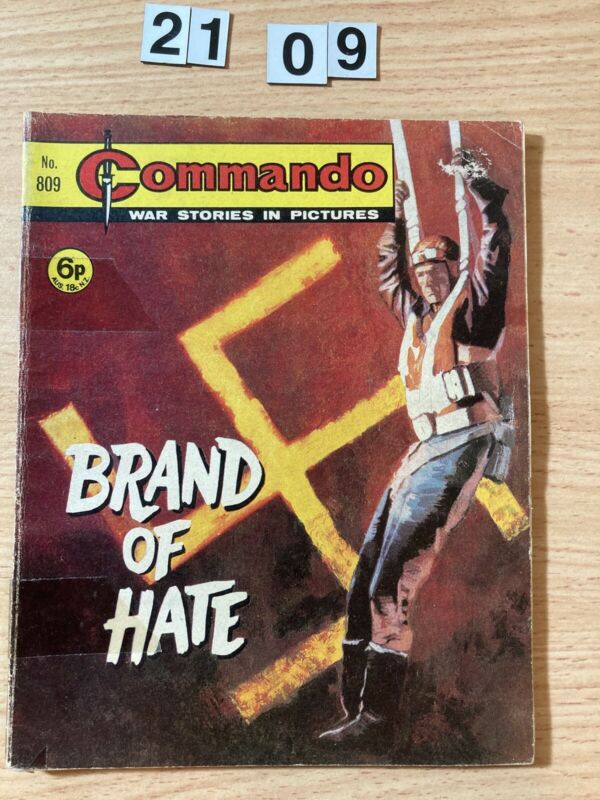 21 09
No.
809
Commando
WAR STORIES IN PICTURES
6p
AUS. 18c N.Z.
BRAND
OF
HATE